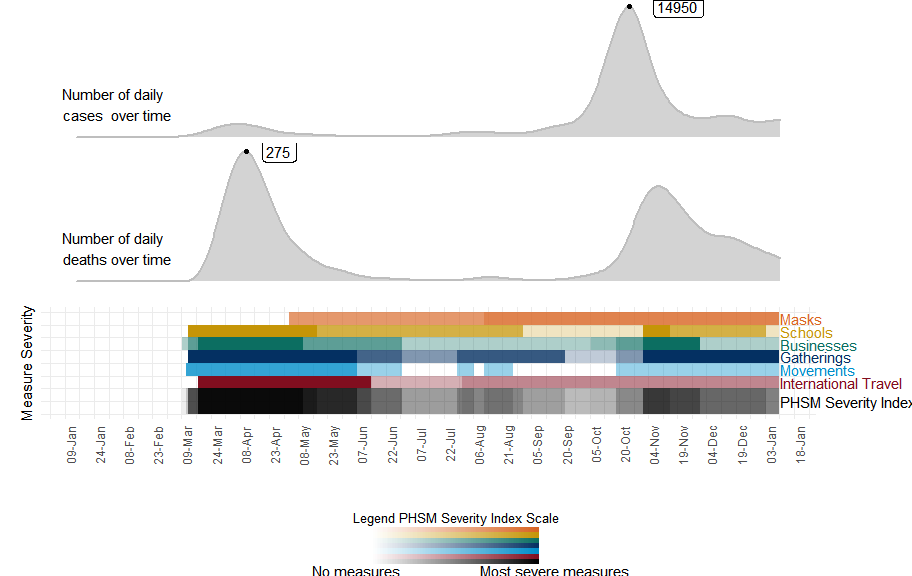 14950
Number of daily
cases over time
275
Number of daily
deaths over time
Measure Severity
Masks
Schools
Businesses
Gatherings
Movements
International Travel
PHSM Severity Index
09-Jan
24-Jan
08-Feb
23-Feb
09-Mar
24-Mar
08-Apr
23-Apr
08-May
23-May
07-Jun
22-Jun
07-Jul
22-Jul
06-Aug
21-Aug
05-Sep
20-Sep
05-Oct
20-Oct
04-Nov
19-Nov
04-Dec
19-Dec
03-Jan
18-Jan
Legend PHSM Severity Index Scale
No measures Most severe measures